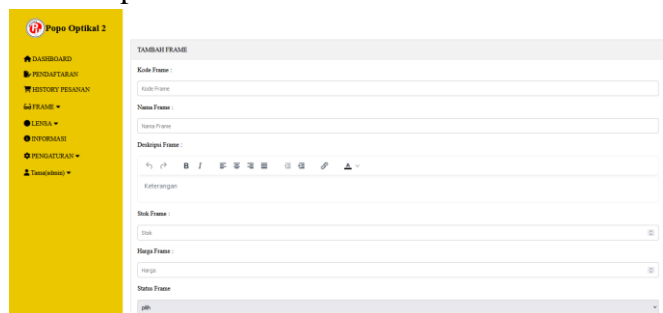 Popo Optikal 2
DASHBOARD
PENDAFTARAN
HISTORY PESANAN
FRAME
LENSA
INFORMASI
PENGATURAN
Tama(admin)
TAMBAH FRAME
Kode Frame :
Kode Frame
Nama Frame :
Nama Frame
Deskripsi Frame :
B I A
Keterangan
Stok Frame :
Stok
Harga Frame :
Harga
Status Frame
pilih